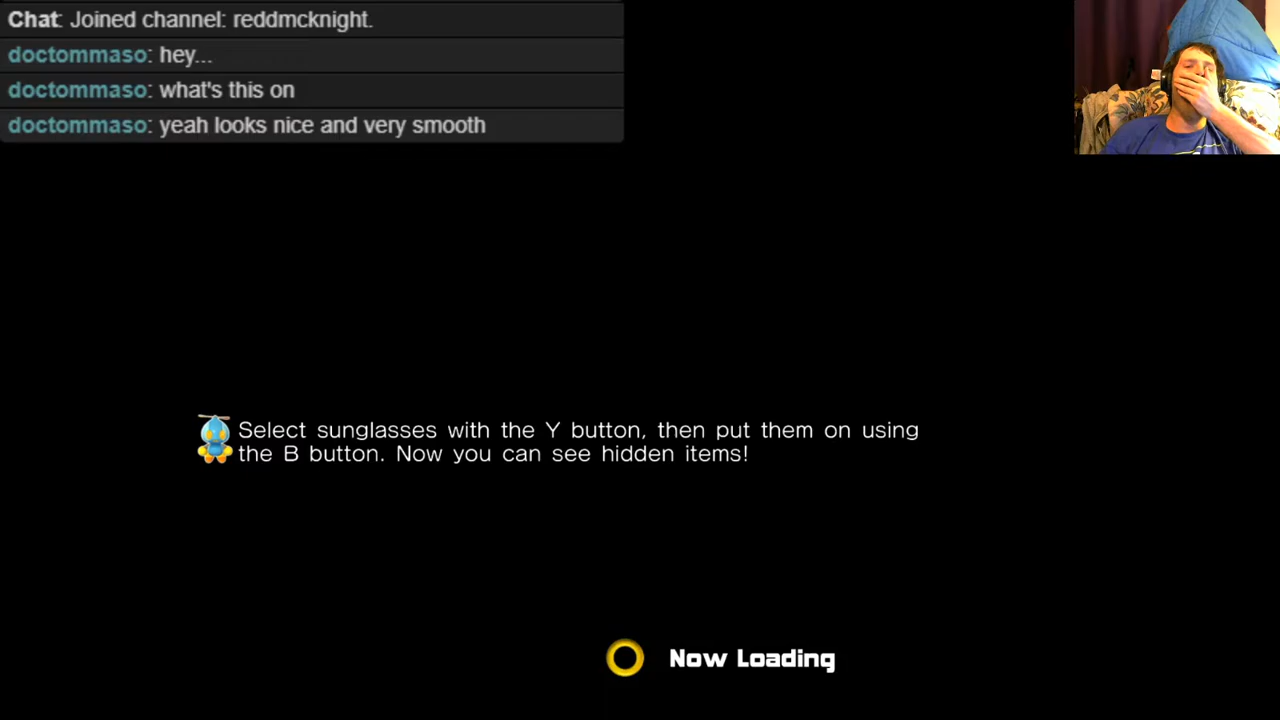 Chat: Joined channel: reddmcknight.
doctommaso: hey...
doctommaso: what's this on
doctommaso: yeah looks nice and very smooth
Select sunglasses with the Y button, then put them on using
the B button. Now you can see hidden items!
Now Loading